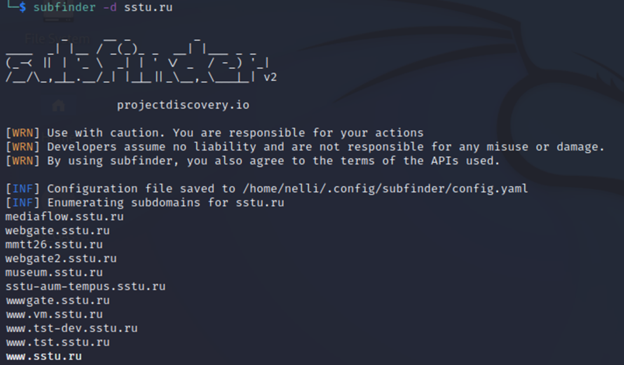 └─$ subfinder -d sstu.ru
subfinder v2
projectdiscovery.io
[WRN] Use with caution. You are responsible for your actions
[WRN] Developers assume no liability and are not responsible for any misuse or damage.
[WRN] By using subfinder, you also agree to the terms of the APIs used.
[INF] Configuration file saved to /home/nelli/.config/subfinder/config.yaml
[INF] Enumerating subdomains for sstu.ru
mediaflow.sstu.ru
webgate.sstu.ru
mmtt26.sstu.ru
webgate2.sstu.ru
museum.sstu.ru
sstu-aum-tempus.sstu.ru
wwwgate.sstu.ru
www.vm.sstu.ru
www.tst-dev.sstu.ru
www.tst.sstu.ru
www.sstu.ru